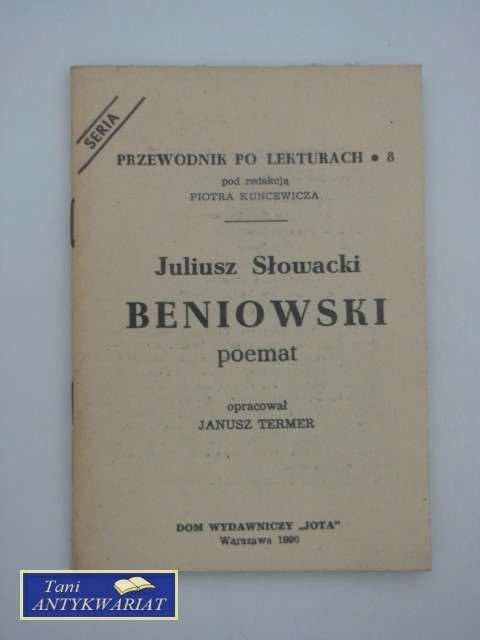 SERIA
PRZEWODNIK PO LEKTURACH • 8
pod redakcją
PIOTRA KUNCEWICZA
Juliusz Słowacki
BENIOWSKI
poemat
opracował
JANUSZ TERMER
DOM WYDAWNICZY „JOTA”
Warszawa 1990
Tani
ANTYKWARIAT